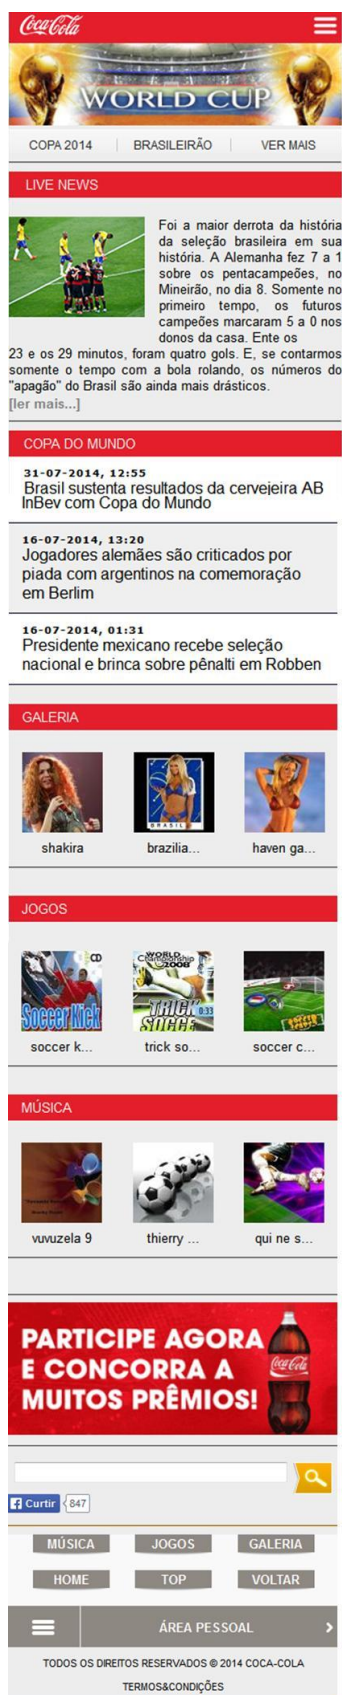 Coca-Cola
WORLD CUP
COPA 2014
BRASILEIRÃO
VER MAIS
LIVE NEWS
Foi a maior derrota da história
da seleção brasileira em sua
história. A Alemanha fez 7 a 1
sobre os pentacampeões, no
Mineirão, no dia 8. Somente no
primeiro tempo, os futuros
campeões marcaram 5 a 0 nos
donos da casa. Ente os
23 e os 29 minutos, foram quatro gols. E, se contarmos
somente o tempo com a bola rolando, os números do
"apagão" do Brasil são ainda mais drásticos.
[ler mais...]
COPA DO MUNDO
31-07-2014, 12:55
Brasil sustenta resultados da cervejeira AB
InBev com Copa do Mundo
16-07-2014, 13:20
Jogadores alemães são criticados por
piada com argentinos na comemoração
em Berlim
16-07-2014, 01:31
Presidente mexicano recebe seleção
nacional e brinca sobre pênalti em Robben
GALERIA
BRASIL
shakira
brazilia...
haven ga...
JOGOS
CD
Soccer Kick
WORLD
Championship
2008
TRICK
SOCCE
0:33
soccer k...
trick so...
soccer c...
MÚSICA
vuvuzela 9
thierry ...
qui ne s...
PARTICIPE AGORA
E CONCORRA A
MUITOS PRÊMIOS!
Coca-Cola
Curtir
847
MÚSICA
JOGOS
GALERIA
HOME
TOP
VOLTAR
ÁREA PESSOAL
TODOS OS DIREITOS RESERVADOS @ 2014 COCA-COLA
TERMOS&CONDIÇÕES